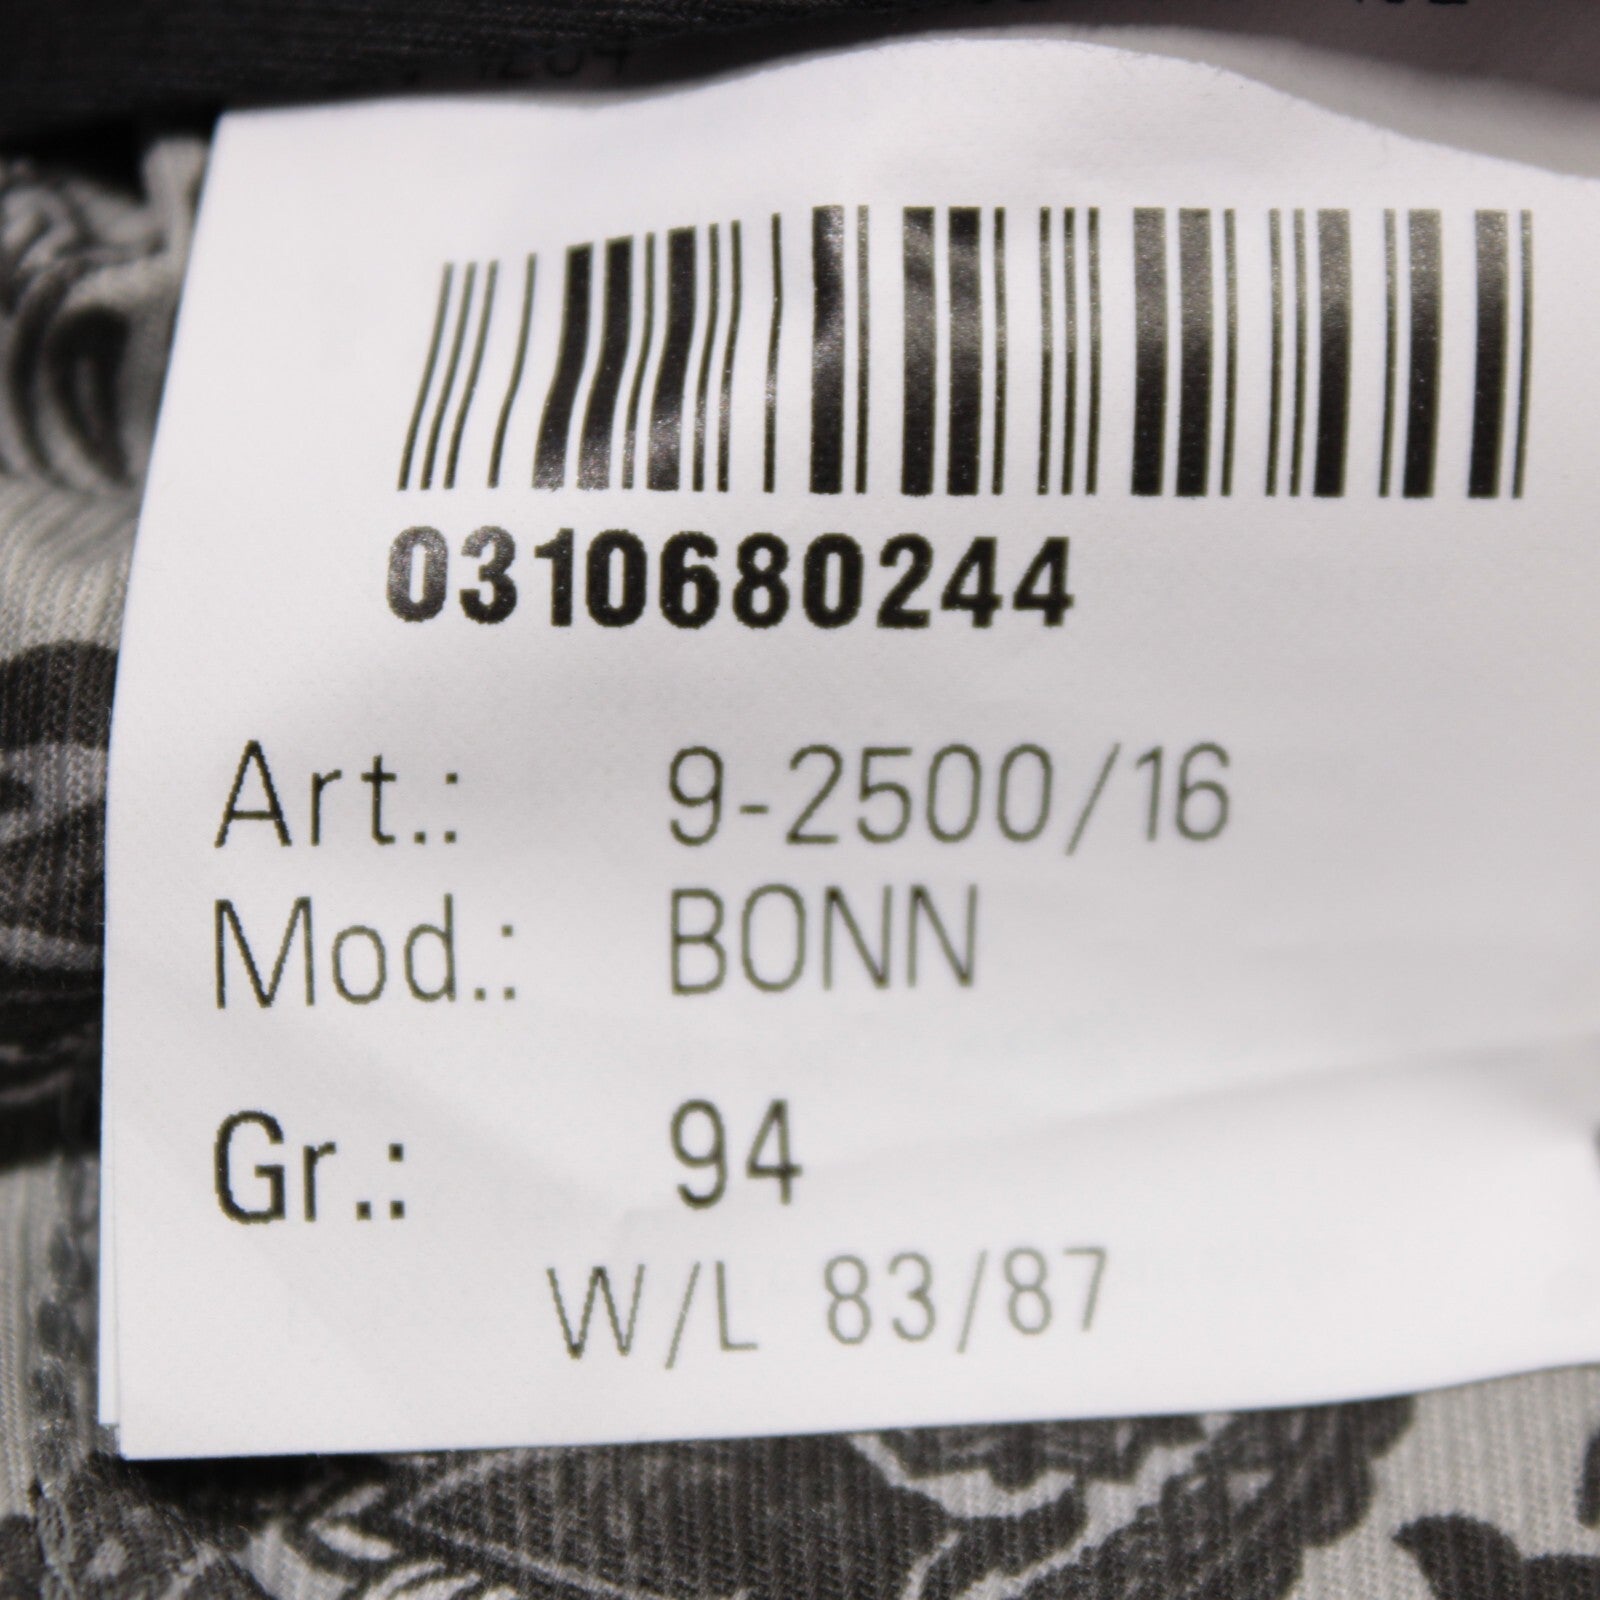 0310680244
Art.: 9-2500/16
Mod.: BONN
Gr.: 94
W/L 83/87